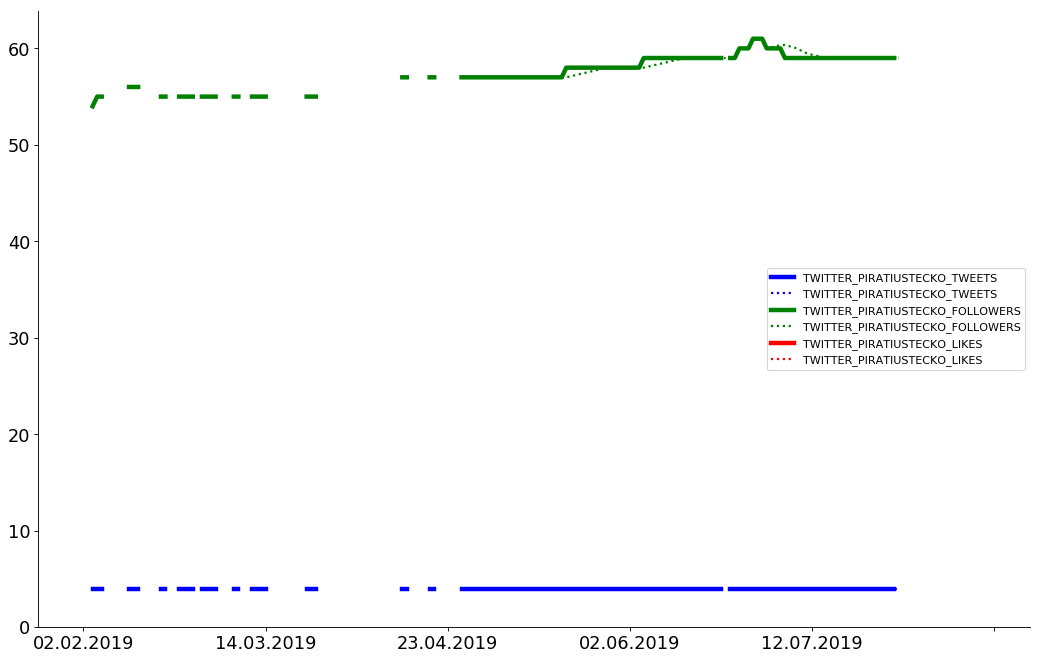 60
50
40
30
20
10
0
02.02.2019 14.03.2019 23.04.2019 02.06.2019 12.07.2019
TWITTER_PIRATIUSTECKO_TWEETS
TWITTER_PIRATIUSTECKO_TWEETS
TWITTER_PIRATIUSTECKO_FOLLOWERS
TWITTER_PIRATIUSTECKO_FOLLOWERS
TWITTER_PIRATIUSTECKO_LIKES
TWITTER_PIRATIUSTECKO_LIKES